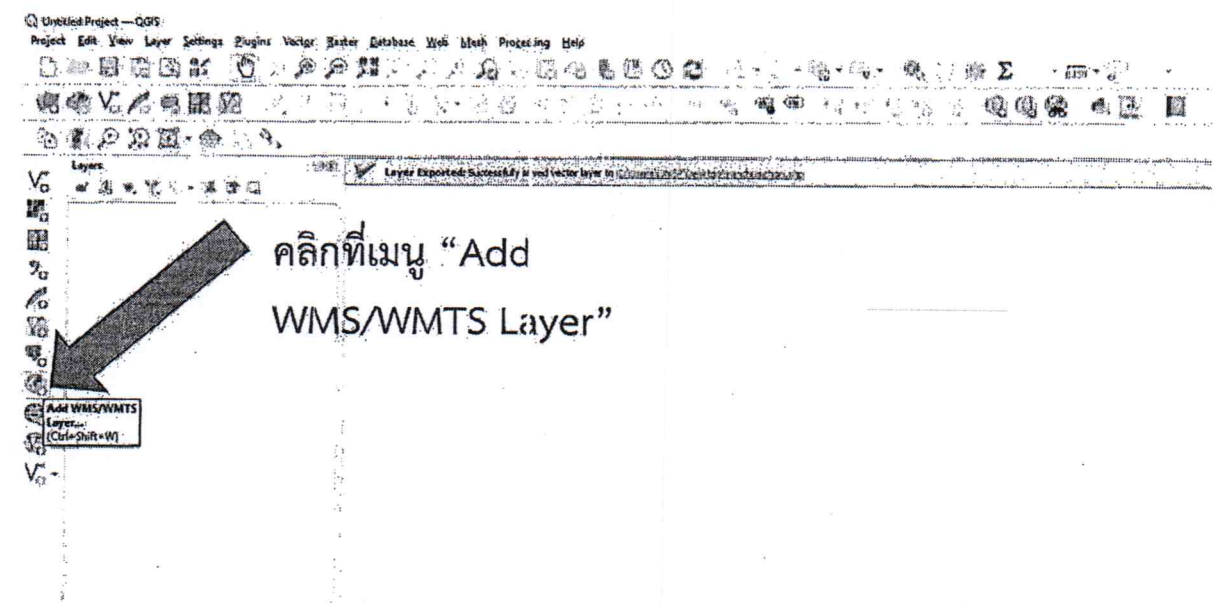 Untitled Project — QGIS
Project Edit View Layer Settings Plugins Vector Raster Database Web Mesh Processing Help
Layers
Layer Exported: Successfully saved vector layer to
คลิกที่เมนู “Add
WMS/WMTS Layer”
Add WMS/WMTS
Layer...
(Ctrl+Shift+W)